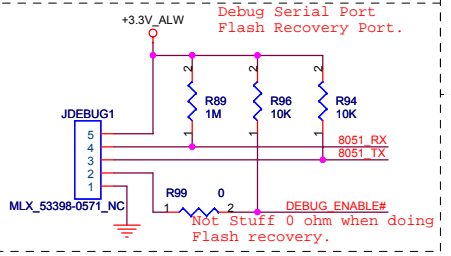 Debug Serial Port
Flash Recovery Port.
+3.3V_ALW
2
2
2
JDEBUG1
R89
1M
R96
10K
R94
10K
1
1
1
5
4
3
2
1
8051_RX
8051_TX
R99
0
MLX_53398-0571_NC
1
2
DEBUG_ENABLE#
Not Stuff 0 ohm when doing
Flash recovery.